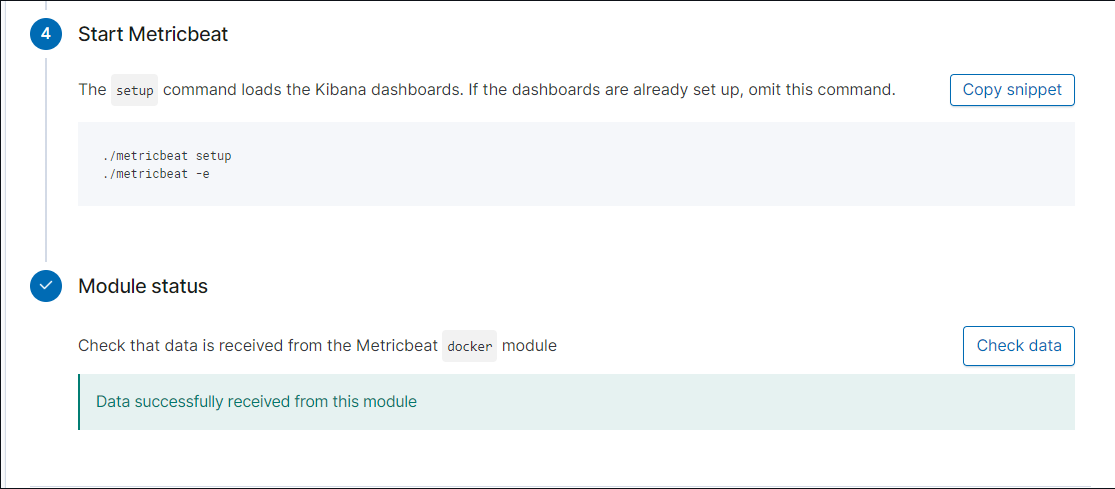 4 Start Metricbeat
The setup command loads the Kibana dashboards. If the dashboards are already set up, omit this command. Copy snippet
./metricbeat setup
./metricbeat -e
Module status
Check that data is received from the Metricbeat docker module Check data
Data successfully received from this module